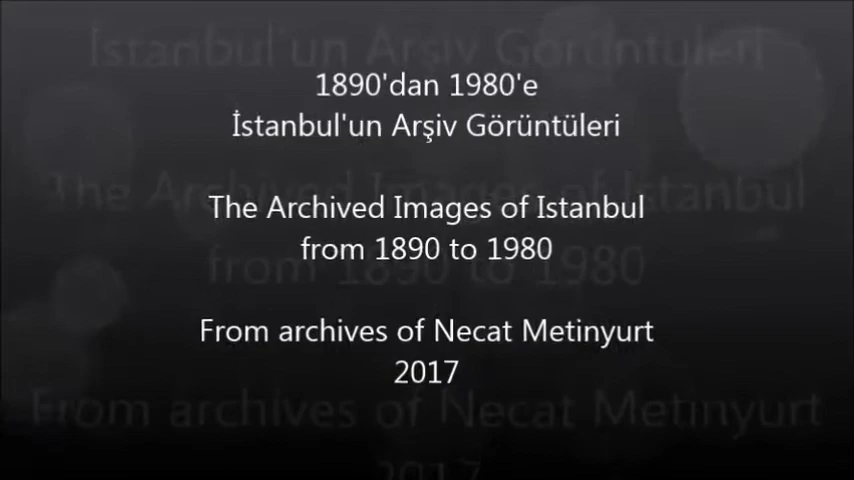 1890'dan 1980'e
İstanbul'un Arşiv Görüntüleri
The Archived Images of Istanbul
from 1890 to 1980
From archives of Necat Metinyurt
2017